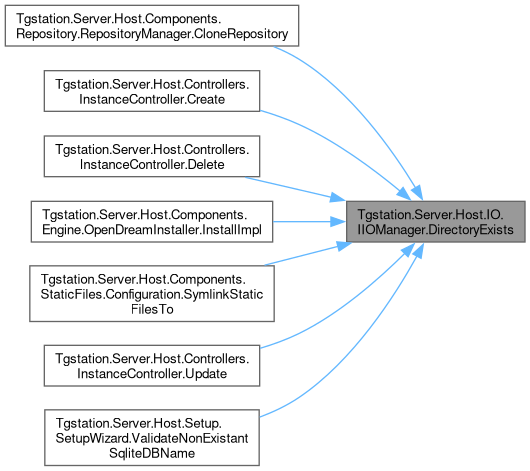 Tgstation.Server.Host.Components.
Repository.RepositoryManager.CloneRepository
Tgstation.Server.Host.Controllers.
InstanceController.Create
Tgstation.Server.Host.Controllers.
InstanceController.Delete
Tgstation.Server.Host.Components.
Engine.OpenDreamInstaller.InstallImpl
Tgstation.Server.Host.Components.
StaticFiles.Configuration.SymlinkStatic
FilesTo
Tgstation.Server.Host.Controllers.
InstanceController.Update
Tgstation.Server.Host.Setup.
SetupWizard.ValidateNonExistant
SqliteDBName
Tgstation.Server.Host.IO.
IIOManager.DirectoryExists